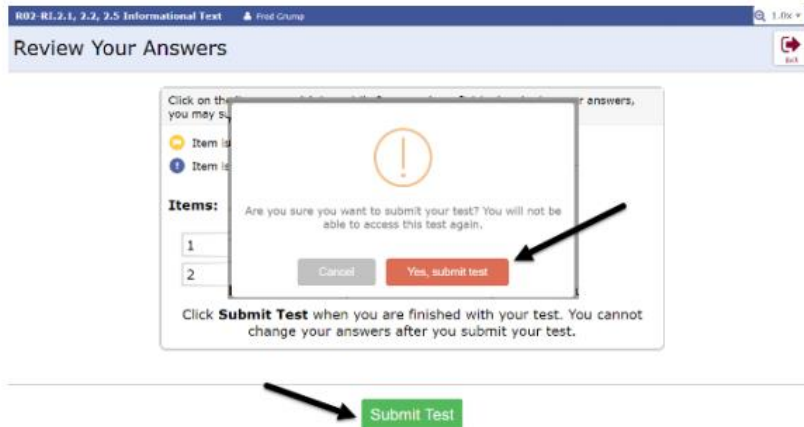 R02-RI.2.1, 2.2, 2.5 Informational Text Fred Grump 1.0x
Review Your Answers
Back
Click on the r answers,
you may su
Item is
Item is
Are you sure you want to submit your test? You will not be
able to access this test again.
Items:
1
2
Cancel Yes, submit test
Click Submit Test when you are finished with your test. You cannot
change your answers after you submit your test.
Submit Test